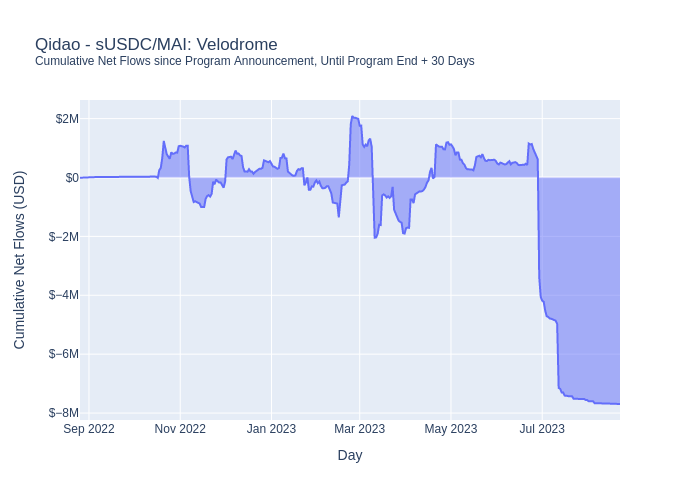 Qidao - sUSDC/MAI: Velodrome
Cumulative Net Flows since Program Announcement, Until Program End + 30 Days
Cumulative Net Flows (USD)
$2M
$0
$−2M
$−4M
$−6M
$−8M
Sep 2022 Nov 2022 Jan 2023 Mar 2023 May 2023 Jul 2023
Day